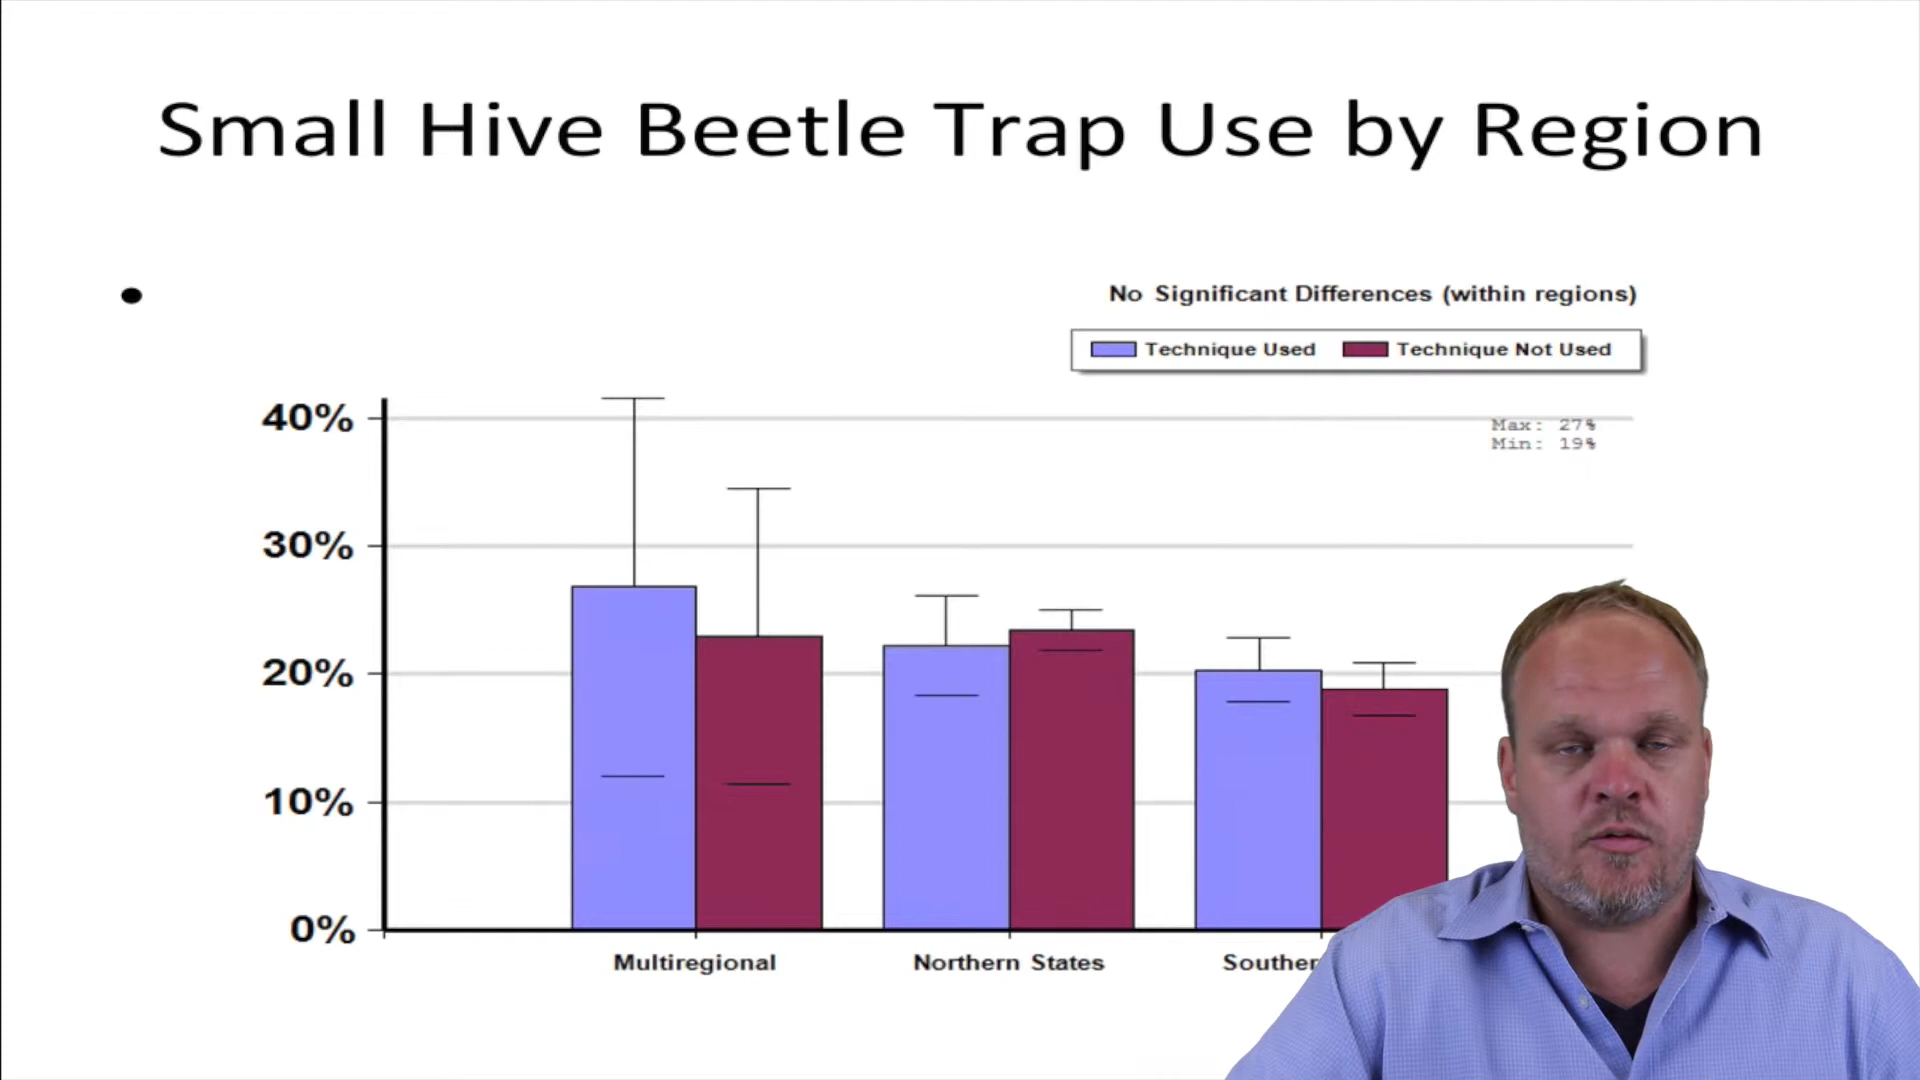 Small Hive Beetle Trap Use by Region
•
No Significant Differences (within regions)
Technique Used Technique Not Used
40%
Max: 27%
Min: 19%
30%
20%
10%
0%
Multiregional Northern States